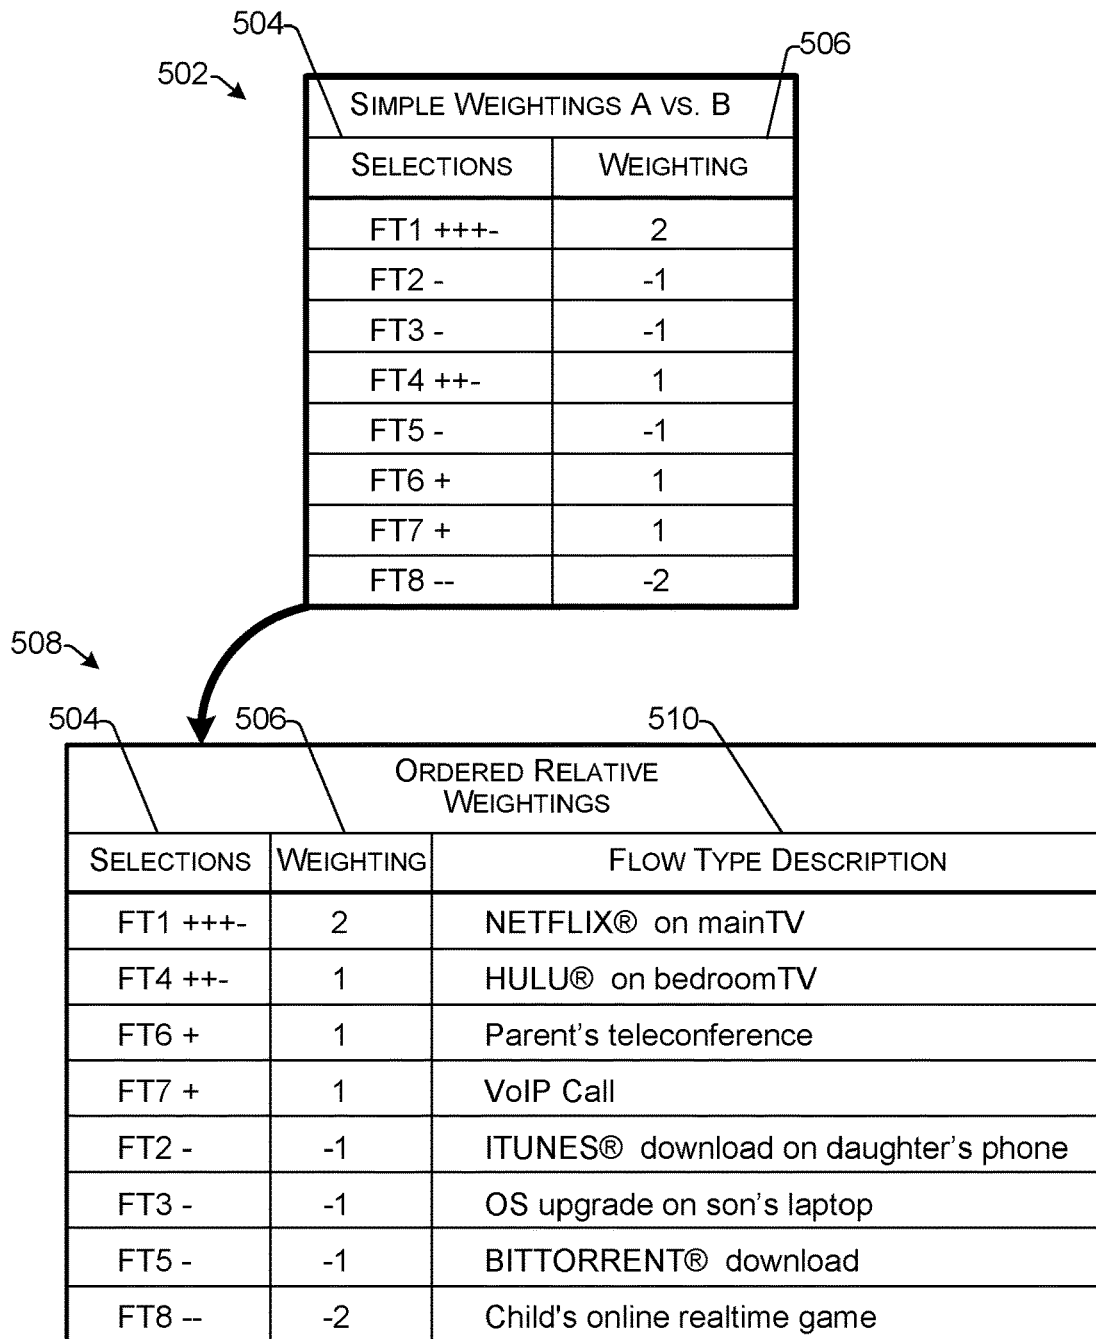 504
506
502
SIMPLE WEIGHTINGS A VS. B
SELECTIONS WEIGHTING
FT1 +++- 2
FT2 - -1
FT3 - -1
FT4 ++- 1
FT5 - -1
FT6 + 1
FT7 + 1
FT8 -- -2
508
504 506 510
ORDERED RELATIVE
WEIGHTINGS
SELECTIONS WEIGHTING FLOW TYPE DESCRIPTION
FT1 +++- 2 NETFLIX® on mainTV
FT4 ++- 1 HULU® on bedroomTV
FT6 + 1 Parent's teleconference
FT7 + 1 VoIP Call
FT2 - -1 ITUNES® download on daughter's phone
FT3 - -1 OS upgrade on son's laptop
FT5 - -1 BITTORRENT® download
FT8 -- -2 Child's online realtime game